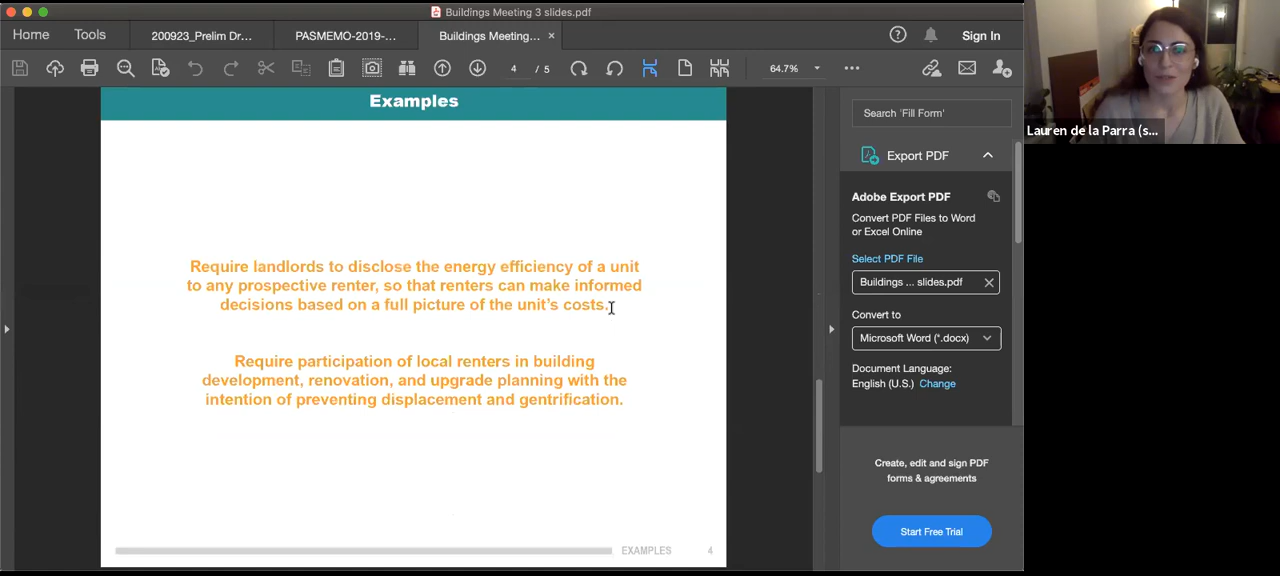 Buildings Meeting 3 slides.pdf
Home
Tools
200923_Prelim Dr...
PASMEMO-2019-...
Buildings Meeting...
Sign In
4 / 5
64.7%
Examples
Require landlords to disclose the energy efficiency of a unit
to any prospective renter, so that renters can make informed
decisions based on a full picture of the unit's costs.
Require participation of local renters in building
development, renovation, and upgrade planning with the
intention of preventing displacement and gentrification.
EXAMPLES 4
Search 'Fill Form'
Export PDF
Adobe Export PDF
Convert PDF Files to Word
or Excel Online
Select PDF File
Buildings ... slides.pdf
Convert to
Microsoft Word (*.docx)
Document Language:
English (U.S.) Change
Create, edit and sign PDF
forms & agreements
Start Free Trial
Lauren de la Parra (s...